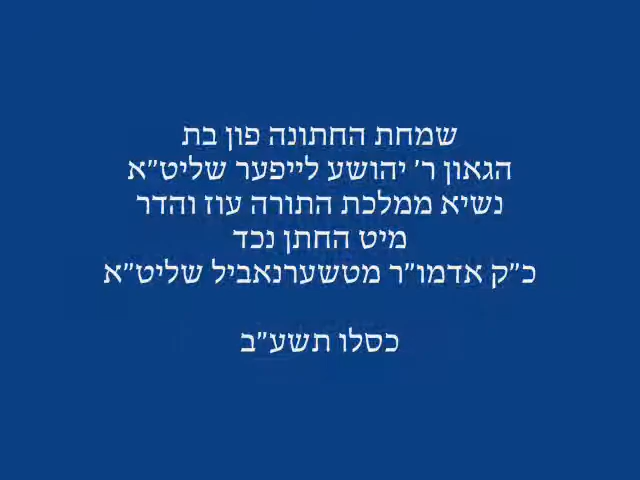 שמחת החתונה פון בת
הגאון ר' יהושע לייפער שליט"א
נשיא ממלכת התורה עוז והדר
מיט החתן נכד
כ"ק אדמו"ר מטשערנאביל שליט"א
כסלו תשע"ב